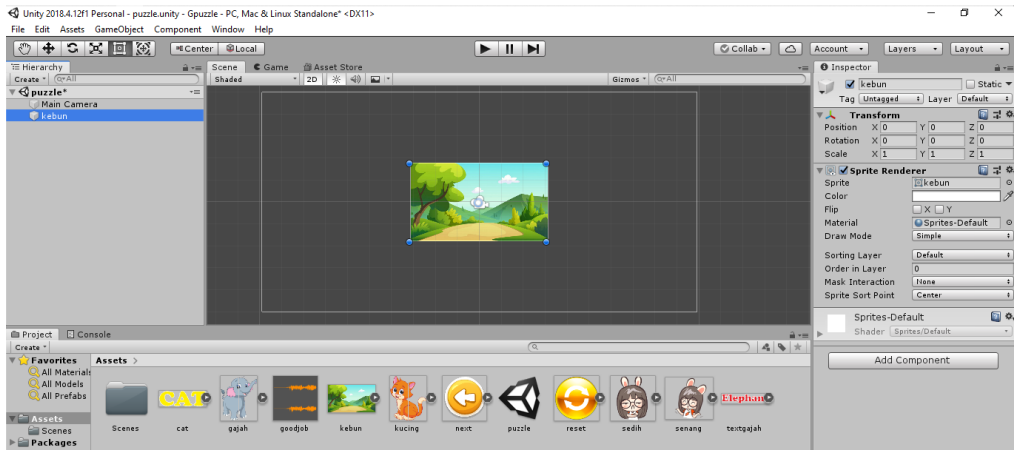 Unity 2018.4.12f1 Personal - puzzle.unity - Gpuzzle - PC, Mac & Linux Standalone* <DX11>
File Edit Assets GameObject Component Window Help
Center Local Collab Account Layers Layout
Hierarchy
Create All
puzzle*
Main Camera
kebun
Scene Game Asset Store
Shaded 2D Gizmos All
Inspector
kebun Static
Tag Untagged Layer Default
Transform
Position X 0 Y 0 Z 0
Rotation X 0 Y 0 Z 0
Scale X 1 Y 1 Z 1
Sprite Renderer
Sprite kebun
Color
Flip X Y
Material Sprites-Default
Draw Mode Simple
Sorting Layer Default
Order in Layer 0
Mask Interaction None
Sprite Sort Point Center
Sprites-Default
Shader Sprites/Default
Add Component
Project Console
Create
Favorites
All Materials
All Models
All Prefabs
Assets
Scenes
Packages
Assets >
CAT
Elephant
Scenes cat gajah goodjob kebun kucing next puzzle reset sedih senang textgajah